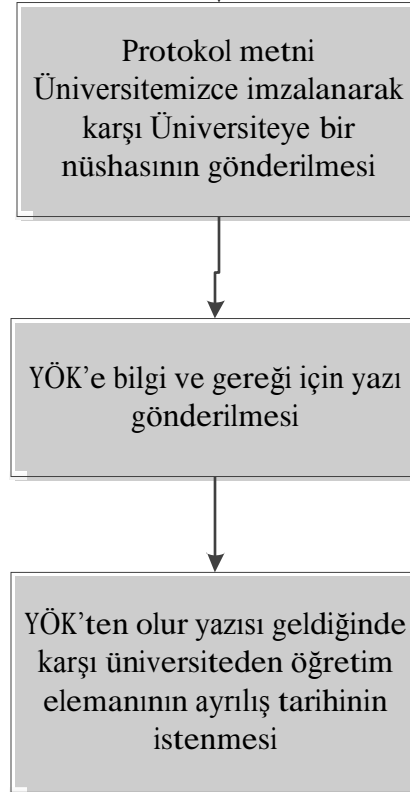 Protokol metni
Üniversitemizce imzalanarak
karşı Üniversiteye bir
nüshasının gönderilmesi
YÖK’e bilgi ve gereği için yazı
gönderilmesi
YÖK’ten olur yazısı geldiğinde
karşı üniversiteden öğretim
elemanının ayrılış tarihinin
istenmesi